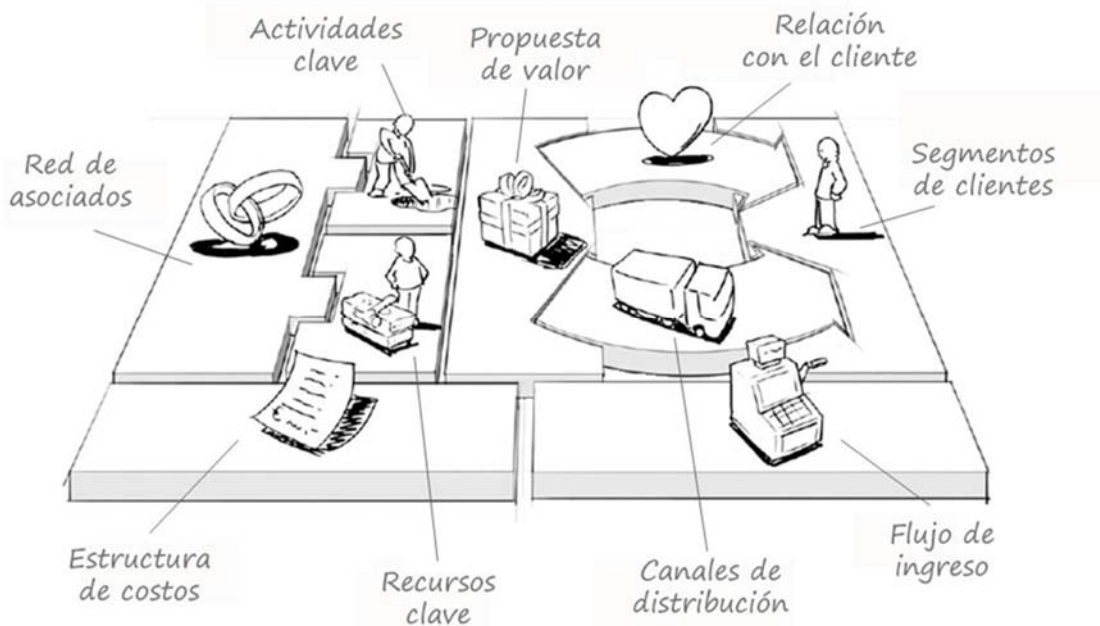 Actividades
clave
Propuesta
de valor
Relación
con el cliente
Red de
asociados
Segmentos
de clientes
Estructura
de costos
Recursos
clave
Canales de
distribución
Flujo de
ingreso